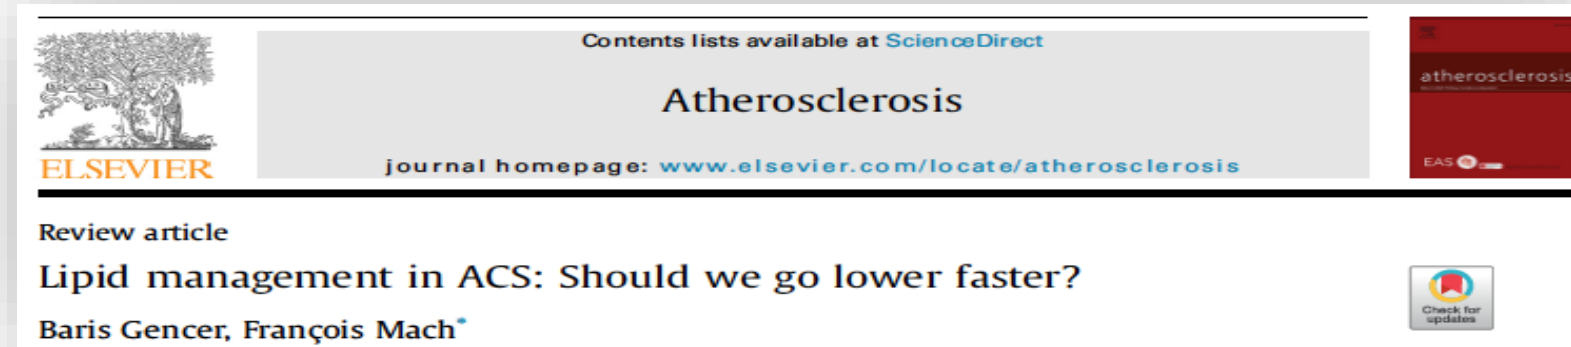 Contents lists available at ScienceDirect
Atherosclerosis
journal homepage: www.elsevier.com/locate/atherosclerosis
ELSEVIER
atherosclerosis
EAS
Review article
Lipid management in ACS: Should we go lower faster?
Baris Gencer, François Mach*
Check for
updates